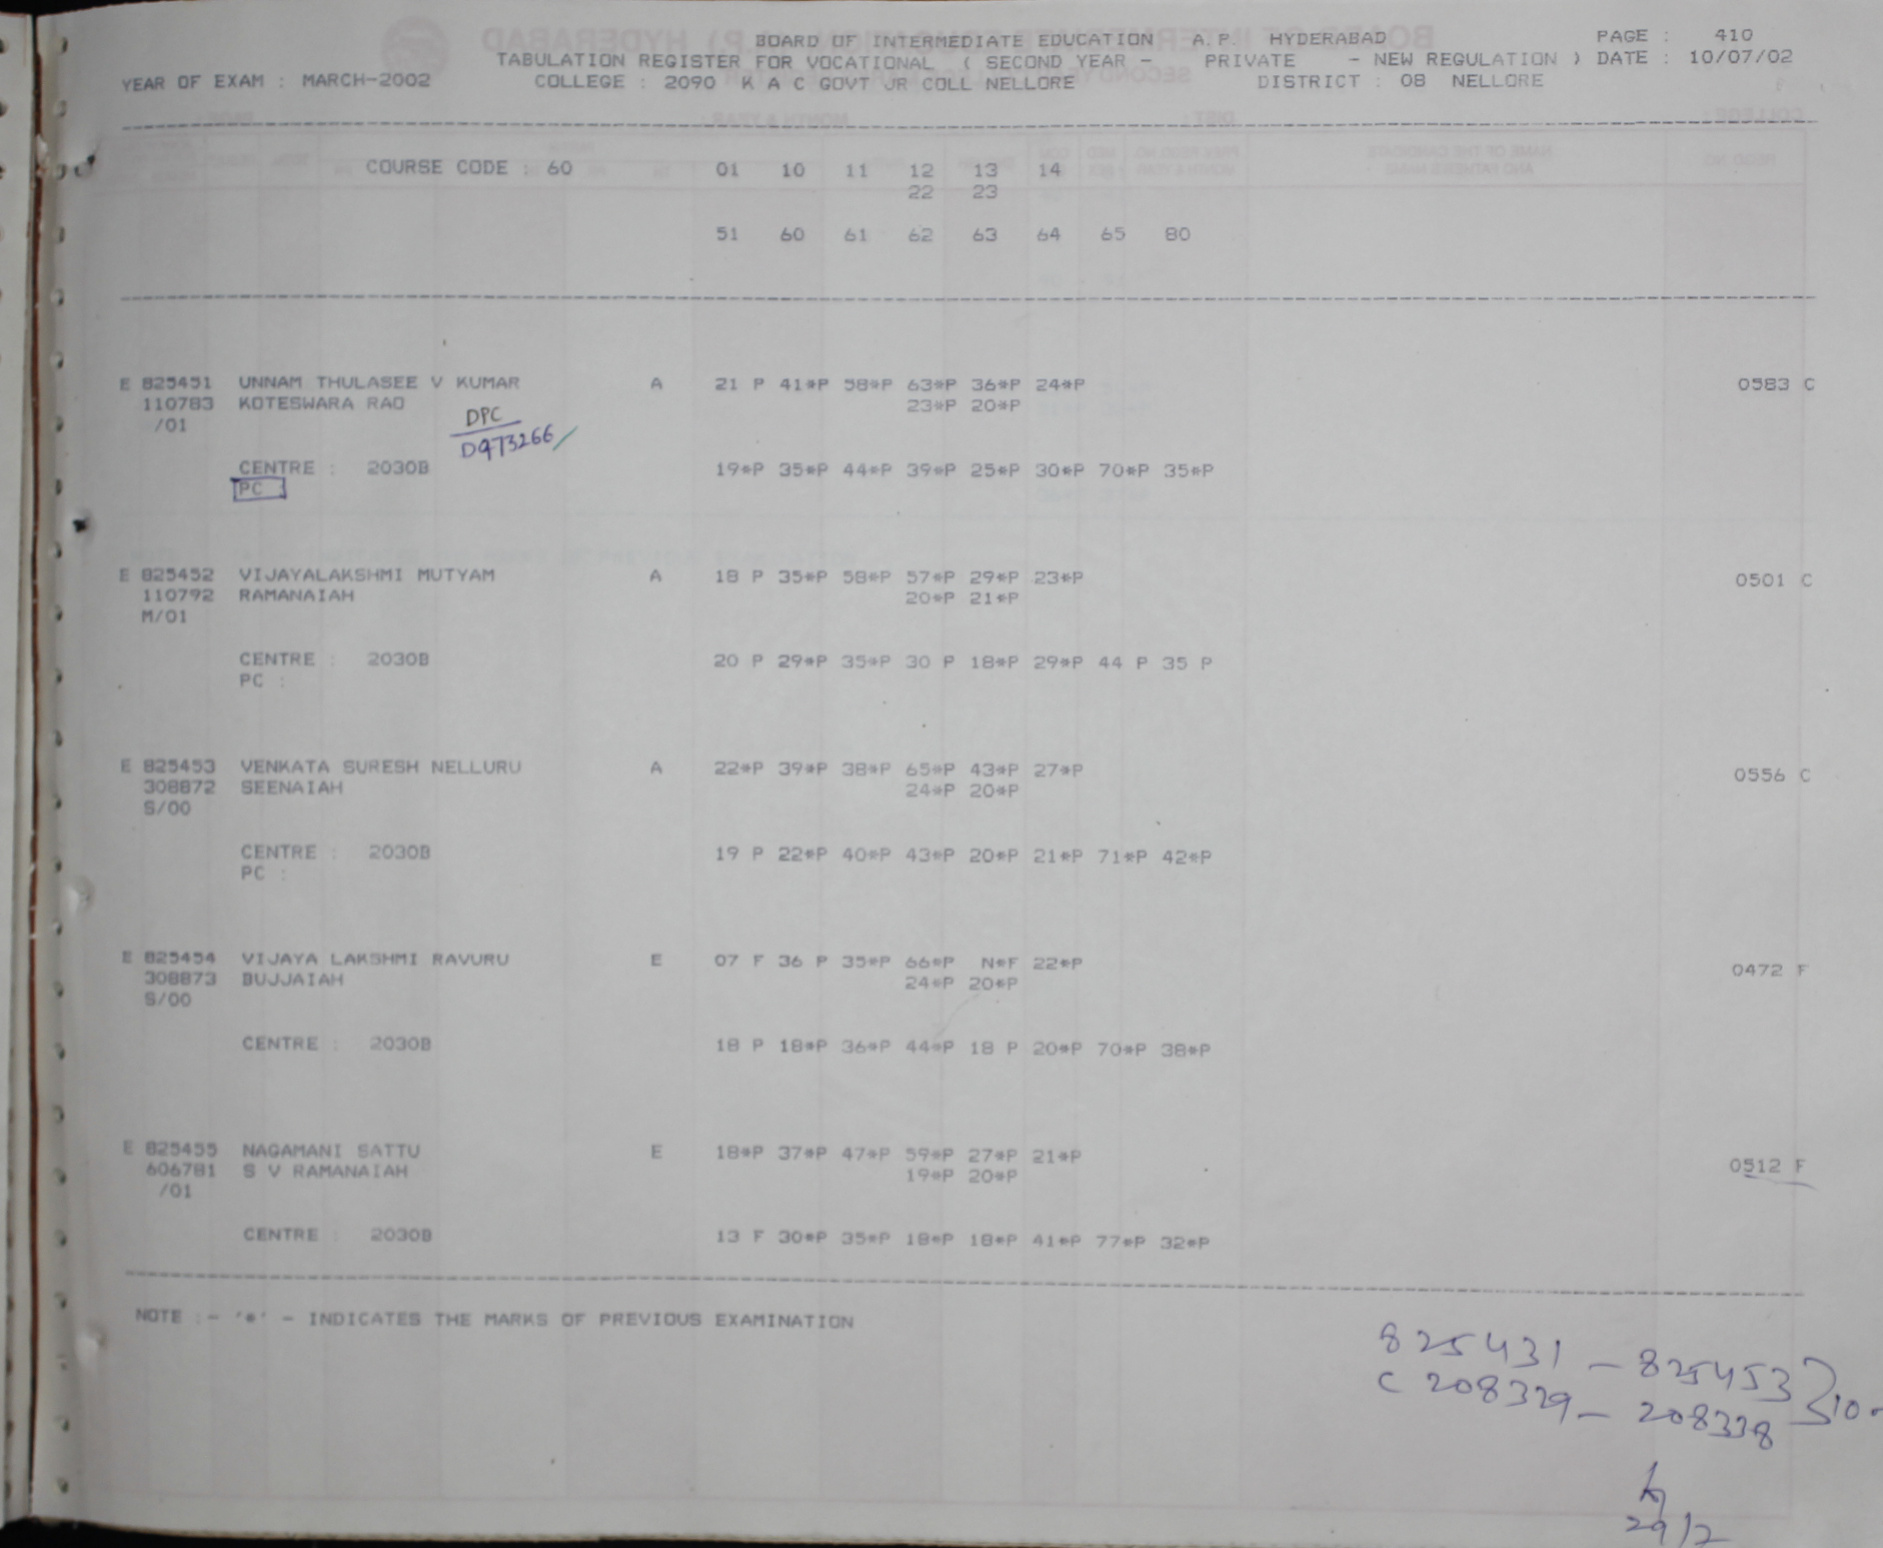 BOARD OF INTERMEDIATE EDUCATION A.P. HYDERABAD PAGE : 410
TABULATION REGISTER FOR VOCATIONAL ( SECOND YEAR - PRIVATE - NEW REGULATION ) DATE : 10/07/02
YEAR OF EXAM : MARCH-2002 COLLEGE : 2090 K A C GOVT JR COLL NELLORE DISTRICT : 08 NELLORE
COURSE CODE : 60 01 10 11 12 13 14
22 23
51 60 61 62 63 64 65 80
E 825451 UNNAM THULASEE V KUMAR A 21 P 41*P 58*P 63*P 36*P 24*P 0583 C
110783 KOTESWARA RAO 23*P 20*P
/01
DPC
D973266
CENTRE : 2030B 19*P 35*P 44*P 39*P 25*P 30*P 70*P 35*P
PC :
E 825452 VIJAYALAKSHMI MUTYAM A 18 P 35*P 58*P 57*P 29*P 23*P 0501 C
110792 RAMANAIAH 20*P 21*P
M/01
CENTRE : 2030B 20 P 29*P 35*P 30 P 18*P 29*P 44 P 35 P
PC :
E 825453 VENKATA SURESH NELLURU A 22*P 39*P 38*P 65*P 43*P 27*P 0556 C
308872 SEENAIAH 24*P 20*P
S/00
CENTRE : 2030B 19 P 22*P 40*P 43*P 20*P 21*P 71*P 42*P
PC :
E 825454 VIJAYA LAKSHMI RAVURU E 07 F 36 P 35*P 66*P N*F 22*P 0472 F
308873 BUJJAIAH 24*P 20*P
S/00
CENTRE : 2030B 18 P 18*P 36*P 44*P 18 P 20*P 70*P 38*P
E 825455 NAGAMANI SATTU E 18*P 37*P 47*P 59*P 27*P 21*P 0512 F
606781 S V RAMANAIAH 19*P 20*P
/01
CENTRE : 2030B 13 F 30*P 35*P 18*P 18*P 41*P 77*P 32*P
NOTE :- '*' - INDICATES THE MARKS OF PREVIOUS EXAMINATION
825431 - 825453
C 208329 - 208338 } 10-
29/7